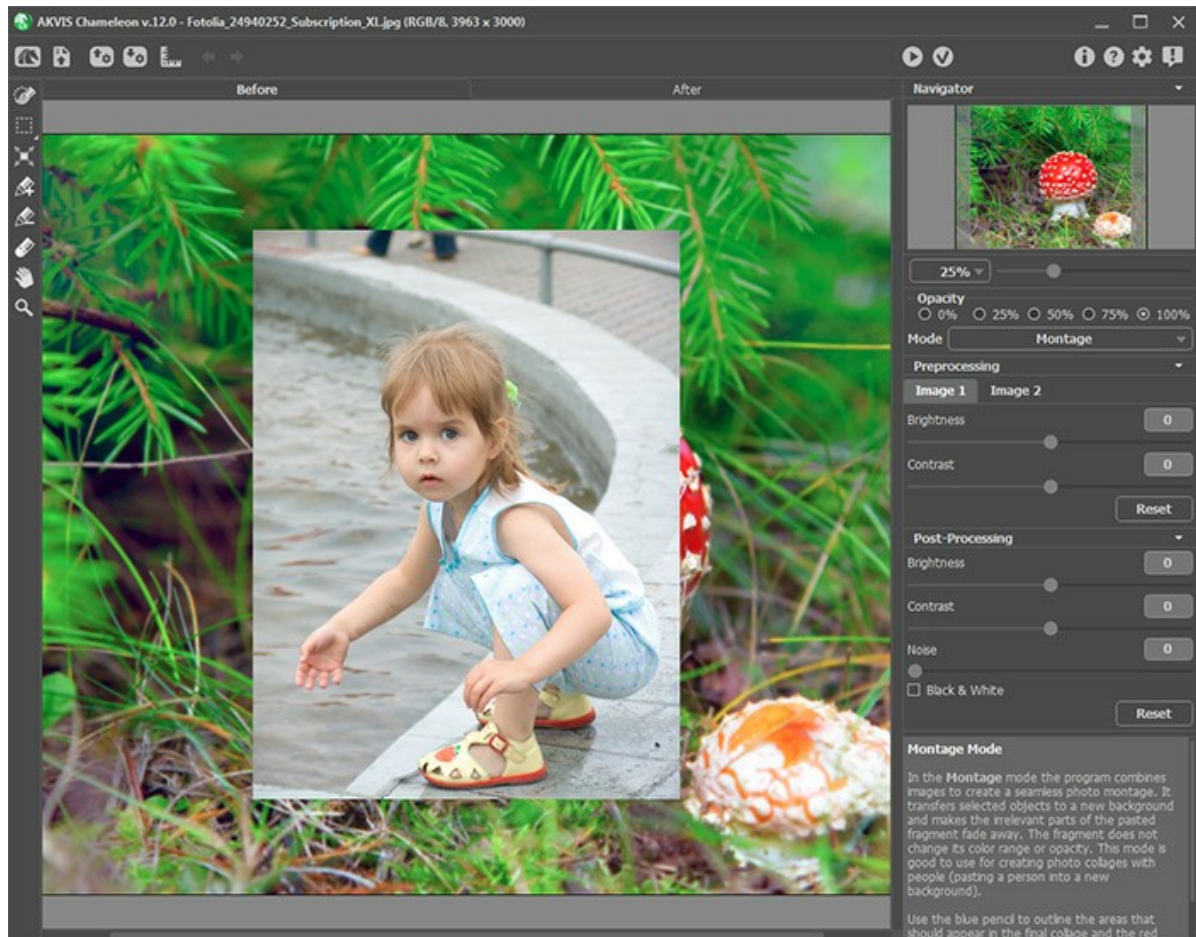 AKVIS Chameleon v.12.0 - Fotolia_24940252_Subscription_XL.jpg (RGB/8, 3963 x 3000)
Before
After
Navigator
25%
Opacity
0% 25% 50% 75% 100%
Mode Montage
Preprocessing
Image 1 Image 2
Brightness 0
Contrast 0
Reset
Post-Processing
Brightness 0
Contrast 0
Noise 0
Black & White
Reset
Montage Mode
In the Montage mode the program combines
images to create a seamless photo montage. It
transfers selected objects to a new background
and makes the irrelevant parts of the pasted
fragment fade away. The fragment does not
change its color range or opacity. This mode is
good to use for creating photo collages with
people (pasting a person into a new
background).
Use the blue pencil to outline the areas that
should appear in the final collage and the red